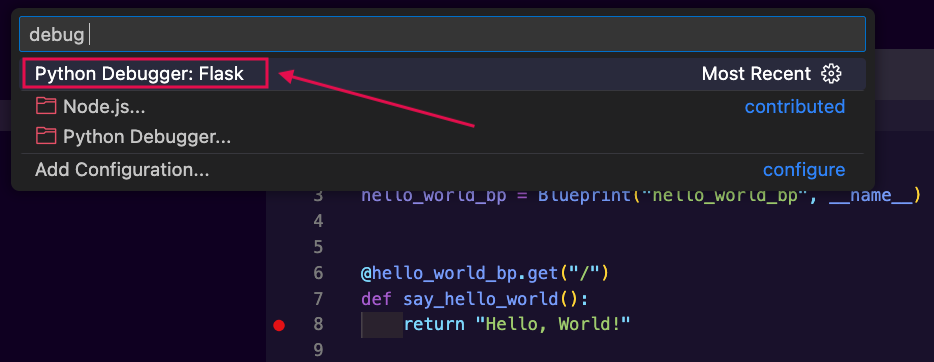 debug
Python Debugger: Flask Most Recent
Node.js... contributed
Python Debugger...
Add Configuration... configure
3 hello_world_bp = Blueprint("hello_world_bp", __name__)
4
5
6 @hello_world_bp.get("/")
7 def say_hello_world():
8 return "Hello, World!"
9